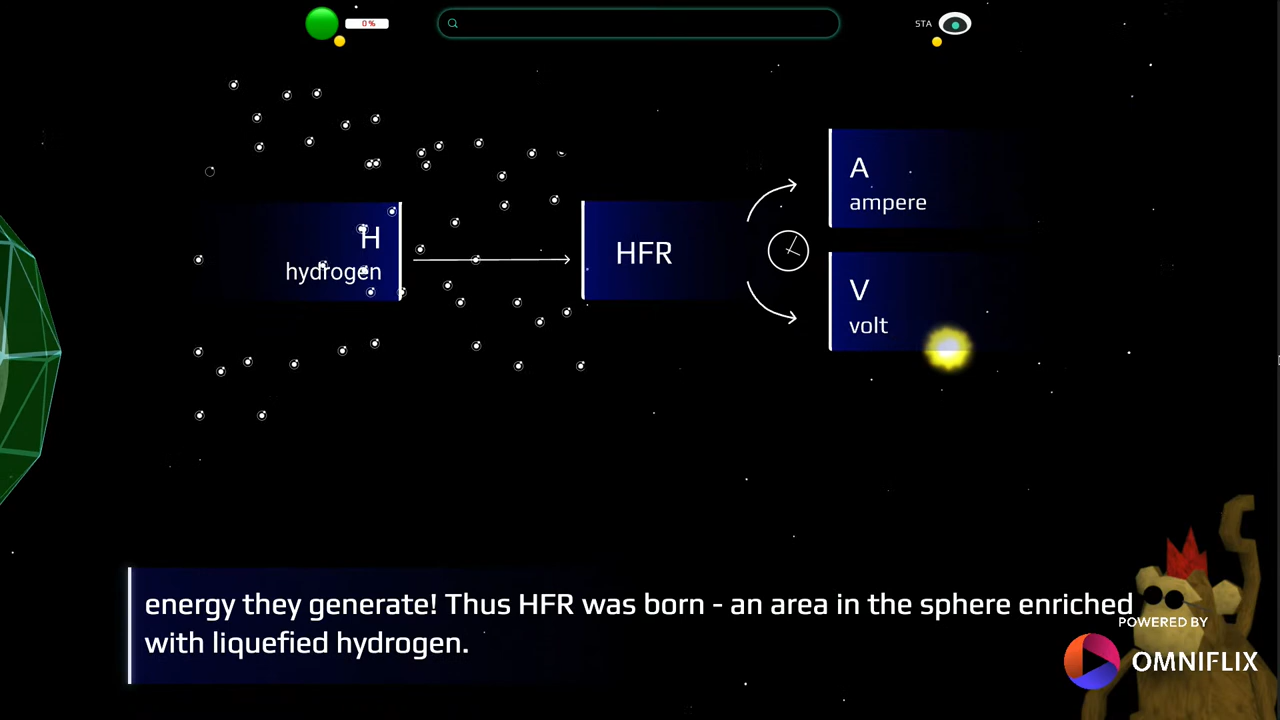 0 %
STA
H
hydrogen
HFR
A
ampere
V
volt
energy they generate! Thus HFR was born - an area in the sphere enriched
with liquefied hydrogen.
POWERED BY
OMNIFLIX